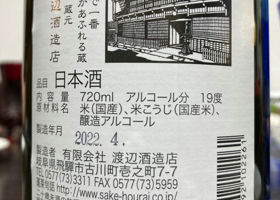 で一番
があふれる蔵
蔵元
辺酒造店
品目 日本酒
内容量 720ml アルコール分 19度
原材料名 米(国産)、米こうじ(国産米)、
醸造アルコール
製造年月 2022.4.
製造者 有限会社 渡辺酒造店
岐阜県飛騨市古川町壱之町7-7
TEL(0577)73-3311 FAX(0577)73-5959
http://www.sake-hourai.co.jp